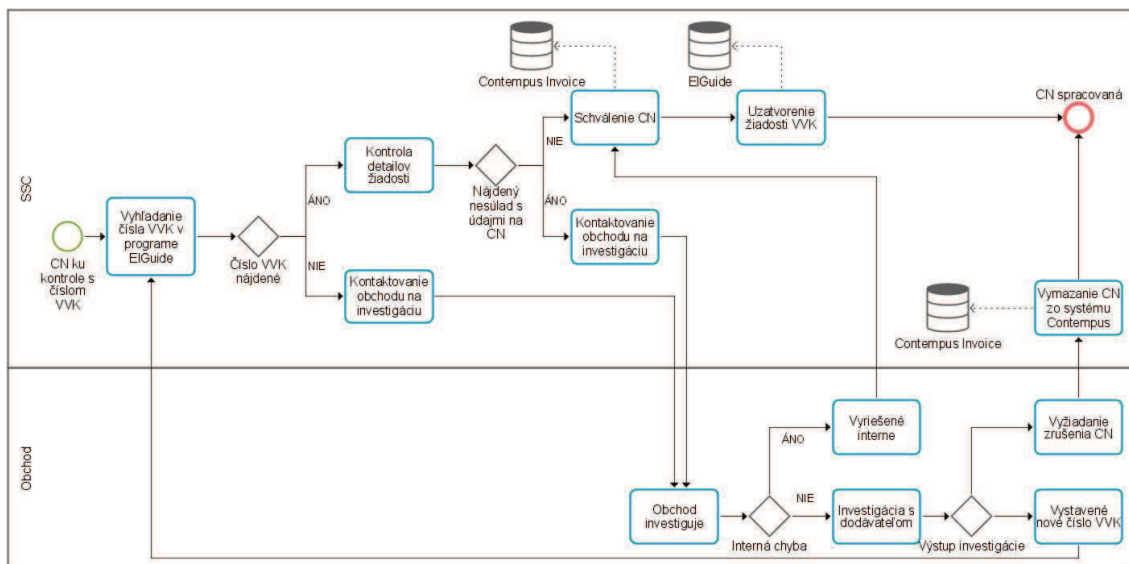 SSC
CN ku
kontrole s
číslom
VVK
Vyhľadanie
čísla VVK v
programe
ElGuide
Číslo VVK
nájdené
ÁNO
NIE
Kontrola
detailov
žiadosti
Kontaktovanie
obchodu na
investigáciu
Nájdený
nesúlad s
údajmi na
CN
NIE
ÁNO
Contempus Invoice
Schválenie CN
Kontaktovanie
obchodu na
investigáciu
ElGuide
Uzatvorenie
žiadosti VVK
CN spracovaná
Contempus Invoice
Vymazanie CN
zo systému
Contempus
Obchod
Obchod
investiguje
Interná chyba
ÁNO
NIE
Vyriešené
interne
Investigácia s
dodávateľom
Výstup investigácie
Vyžiadanie
zrušenia CN
Vystavené
nové číslo VVK